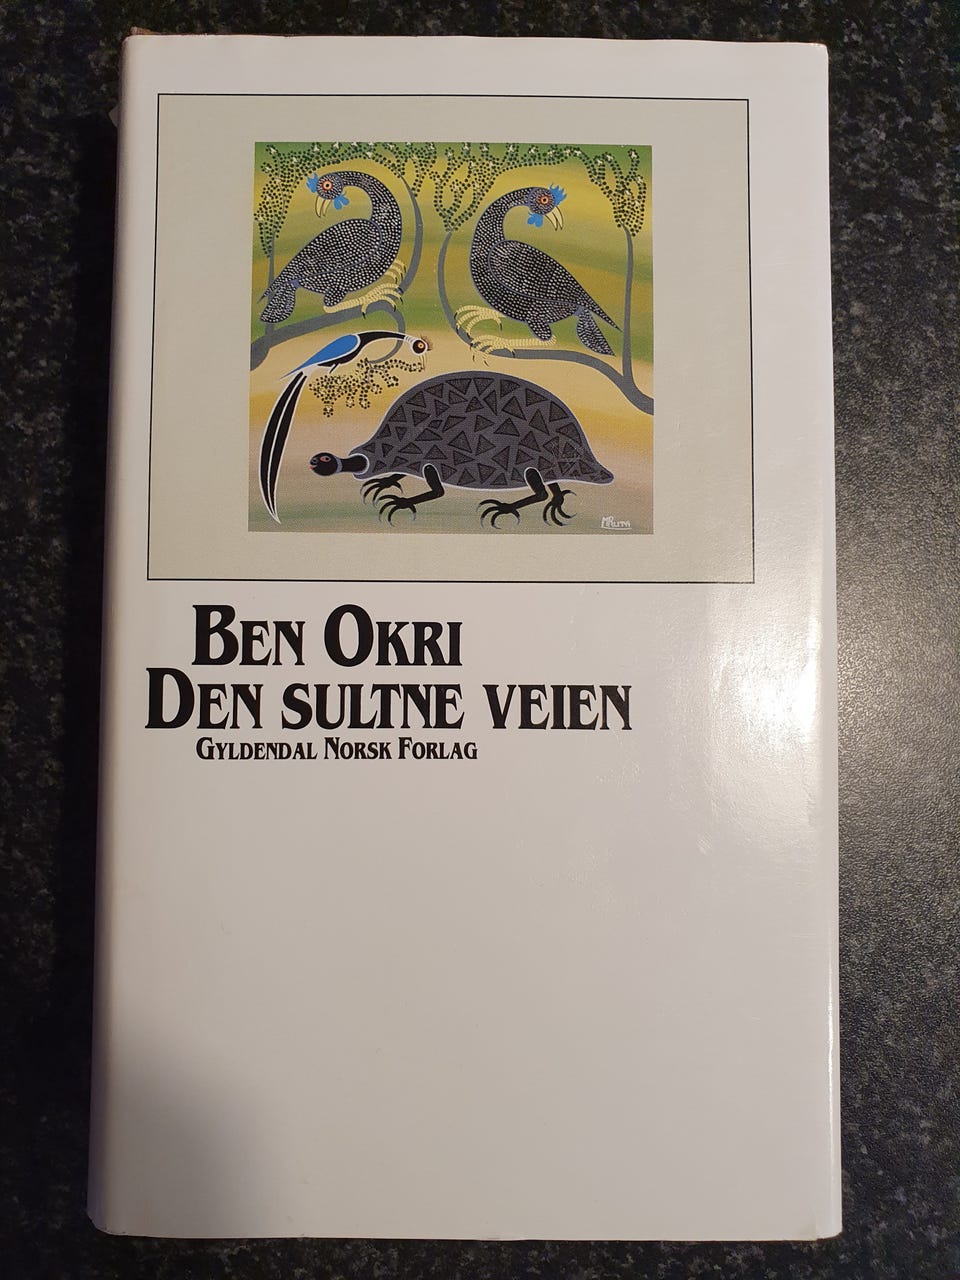 Ben Okri
Den sultne veien
Gyldendal Norsk Forlag